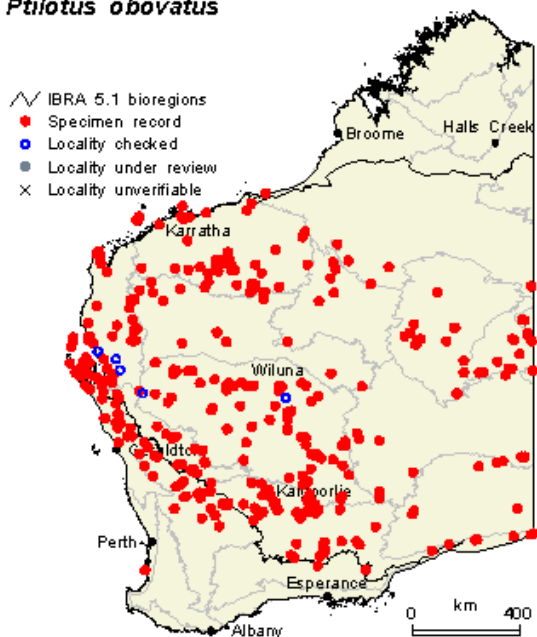 Ptilotus obovatus
IBRA 5.1 bioregions
Specimen record
Locality checked
Locality under review
Locality unverifiable
Broome
Halls Creek
Karratha
Wiluna
Perth
Esperance
Albany
km
0 400